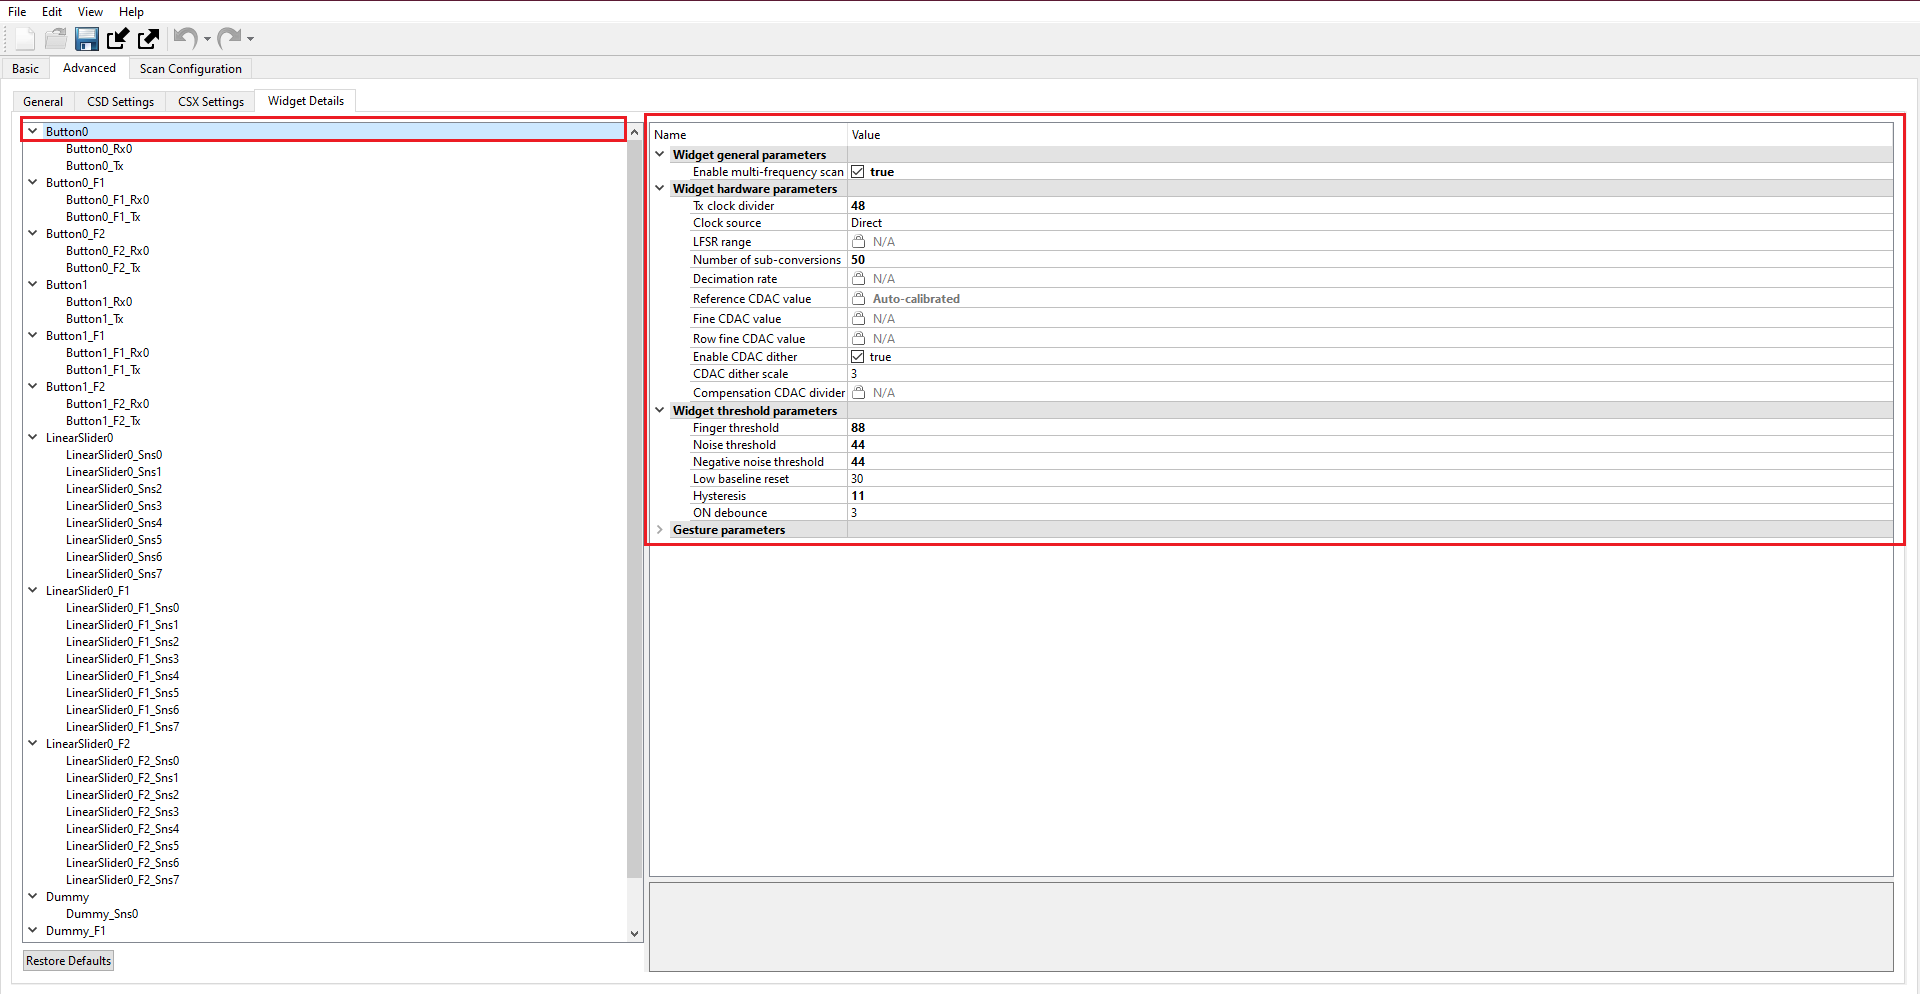 File Edit View Help
Basic Advanced Scan Configuration
General CSD Settings CSX Settings Widget Details
Button0
Button0_Rx0
Button0_Tx
Button0_F1
Button0_F1_Rx0
Button0_F1_Tx
Button0_F2
Button0_F2_Rx0
Button0_F2_Tx
Button1
Button1_Rx0
Button1_Tx
Button1_F1
Button1_F1_Rx0
Button1_F1_Tx
Button1_F2
Button1_F2_Rx0
Button1_F2_Tx
LinearSlider0
LinearSlider0_Sns0
LinearSlider0_Sns1
LinearSlider0_Sns2
LinearSlider0_Sns3
LinearSlider0_Sns4
LinearSlider0_Sns5
LinearSlider0_Sns6
LinearSlider0_Sns7
LinearSlider0_F1
LinearSlider0_F1_Sns0
LinearSlider0_F1_Sns1
LinearSlider0_F1_Sns2
LinearSlider0_F1_Sns3
LinearSlider0_F1_Sns4
LinearSlider0_F1_Sns5
LinearSlider0_F1_Sns6
LinearSlider0_F1_Sns7
LinearSlider0_F2
LinearSlider0_F2_Sns0
LinearSlider0_F2_Sns1
LinearSlider0_F2_Sns2
LinearSlider0_F2_Sns3
LinearSlider0_F2_Sns4
LinearSlider0_F2_Sns5
LinearSlider0_F2_Sns6
LinearSlider0_F2_Sns7
Dummy
Dummy_Sns0
Dummy_F1
Restore Defaults
Name Value
Widget general parameters
Enable multi-frequency scan true
Widget hardware parameters
Tx clock divider 48
Clock source Direct
LFSR range N/A
Number of sub-conversions 50
Decimation rate N/A
Reference CDAC value Auto-calibrated
Fine CDAC value N/A
Row fine CDAC value N/A
Enable CDAC dither true
CDAC dither scale 3
Compensation CDAC divider N/A
Widget threshold parameters
Finger threshold 88
Noise threshold 44
Negative noise threshold 44
Low baseline reset 30
Hysteresis 11
ON debounce 3
Gesture parameters